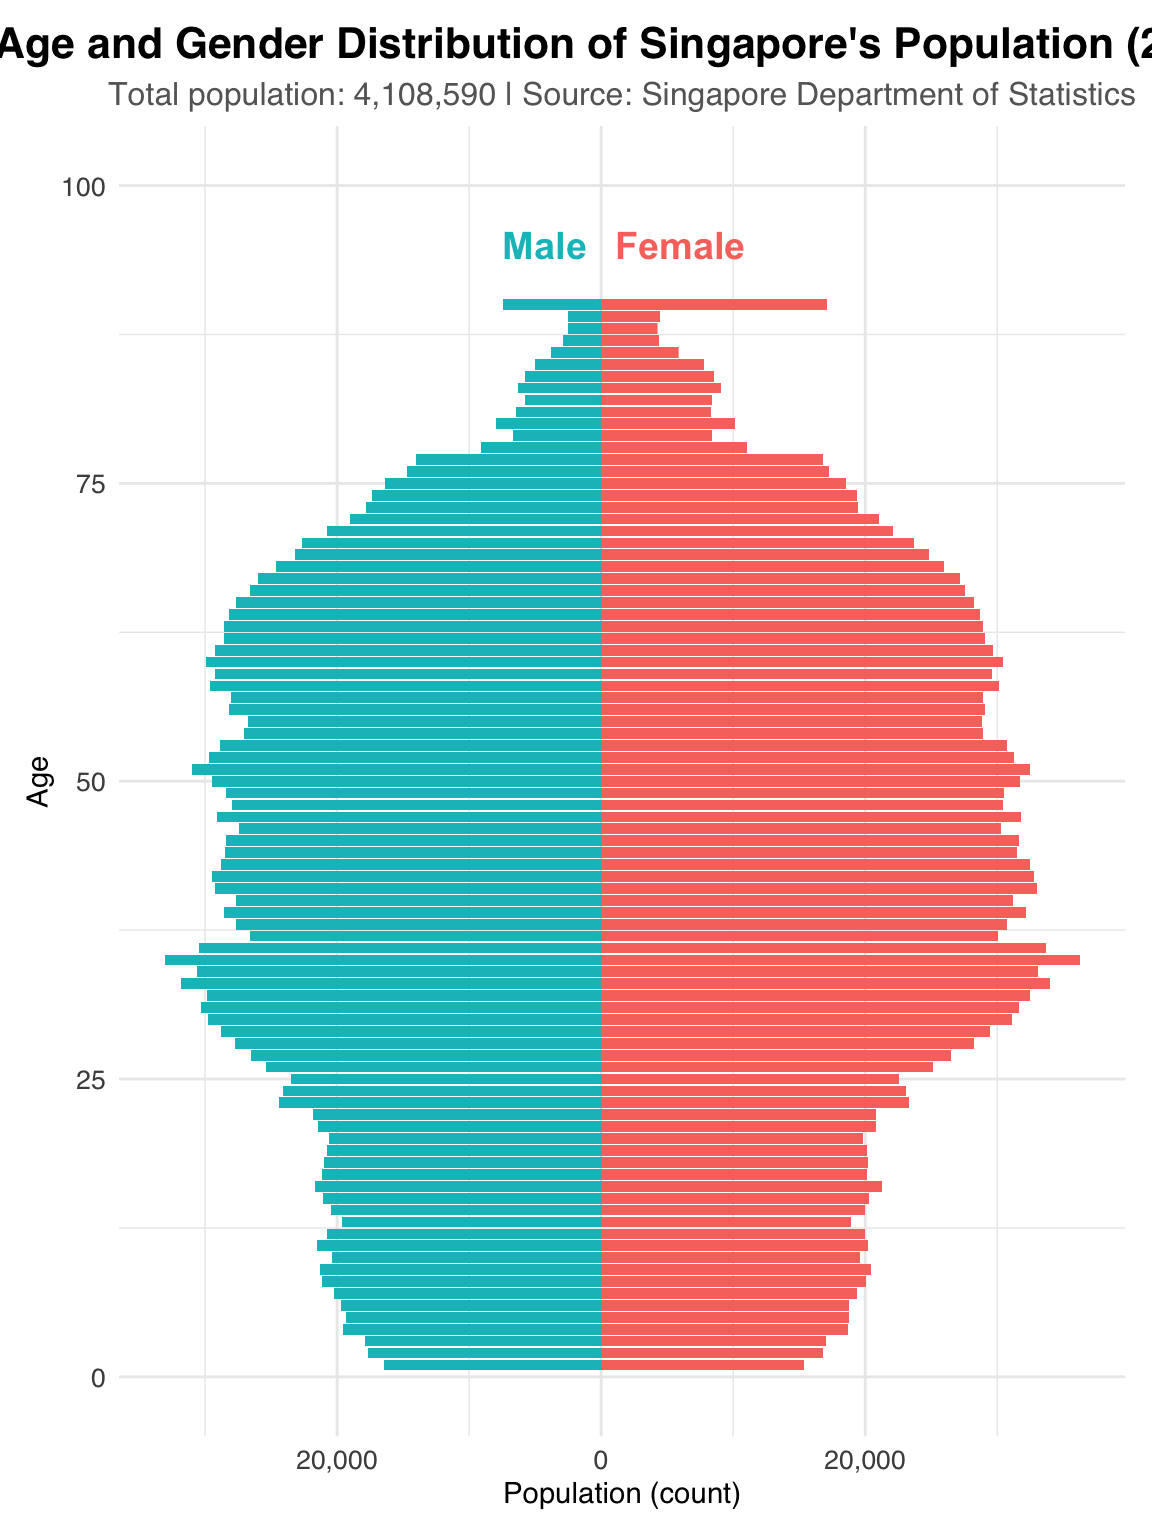 Age and Gender Distribution of Singapore's Population (2
Total population: 4,108,590 | Source: Singapore Department of Statistics
100
Male Female
75
50
Age
25
0
20,000 0 20,000
Population (count)